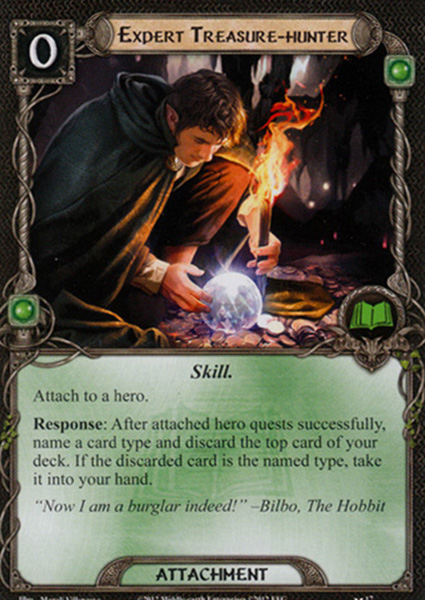 0
EXPERT TREASURE-HUNTER
Skill.
Attach to a hero.
Response: After attached hero quests successfully,
name a card type and discard the top card of your
deck. If the discarded card is the named type, take
it into your hand.
“Now I am a burglar indeed!” –Bilbo, The Hobbit
ATTACHMENT